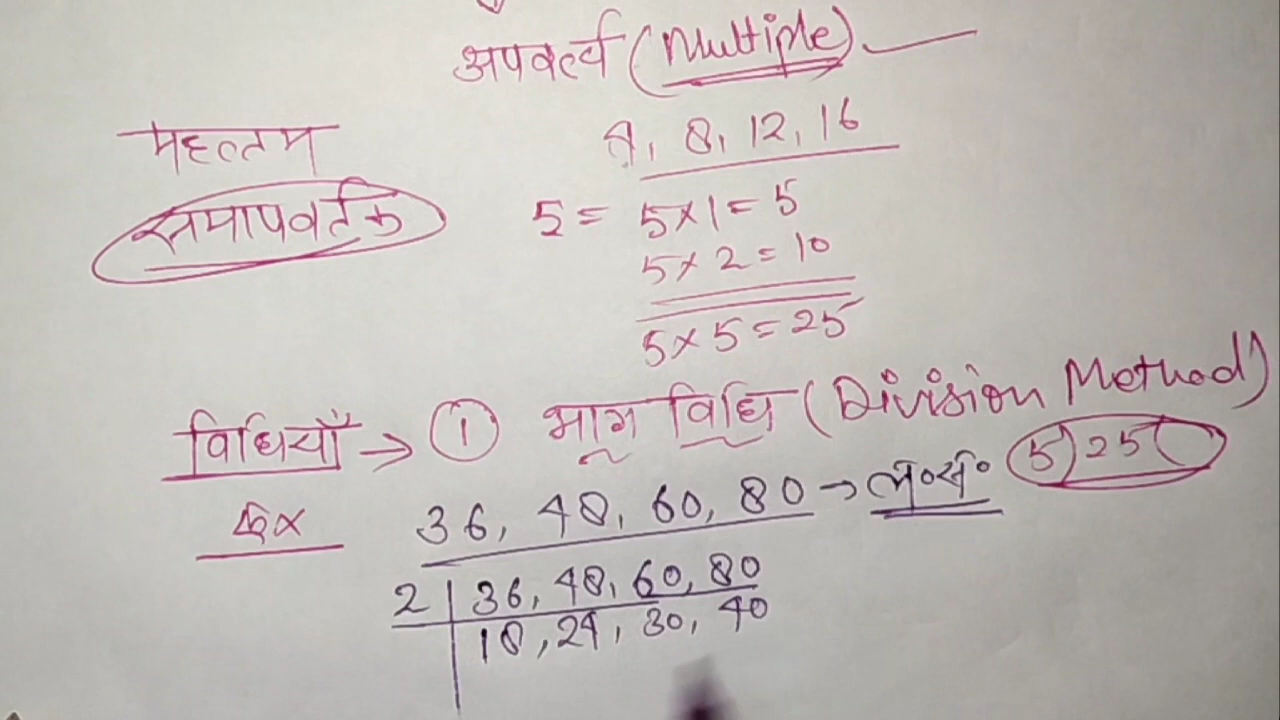 अपवर्त्य (Multiple)
4, 8, 12, 16
महत्तम
समापवर्तक
5 = 5×1=5
5×2=10
5×5=25
विधियाँ → ① भाग विधि (Division Method)
5)25(
Ex
36, 48, 60, 80 → ल०स०
2 | 36, 48, 60, 80
18, 24, 30, 40